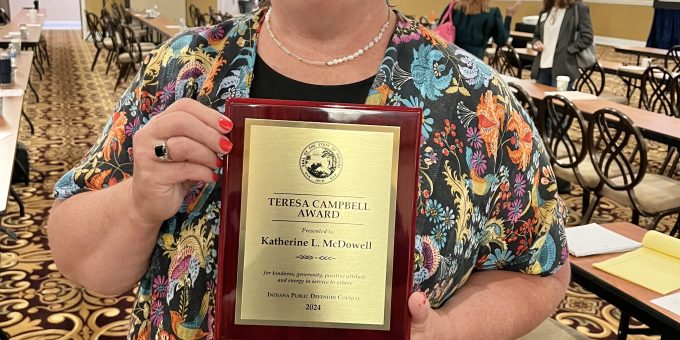 TERESA CAMPBELL
AWARD
Presented to
Katherine L. McDowell
for kindness, generosity, positive attitude
and energy in service to others
INDIANA PUBLIC DEFENDER COUNCIL
2024